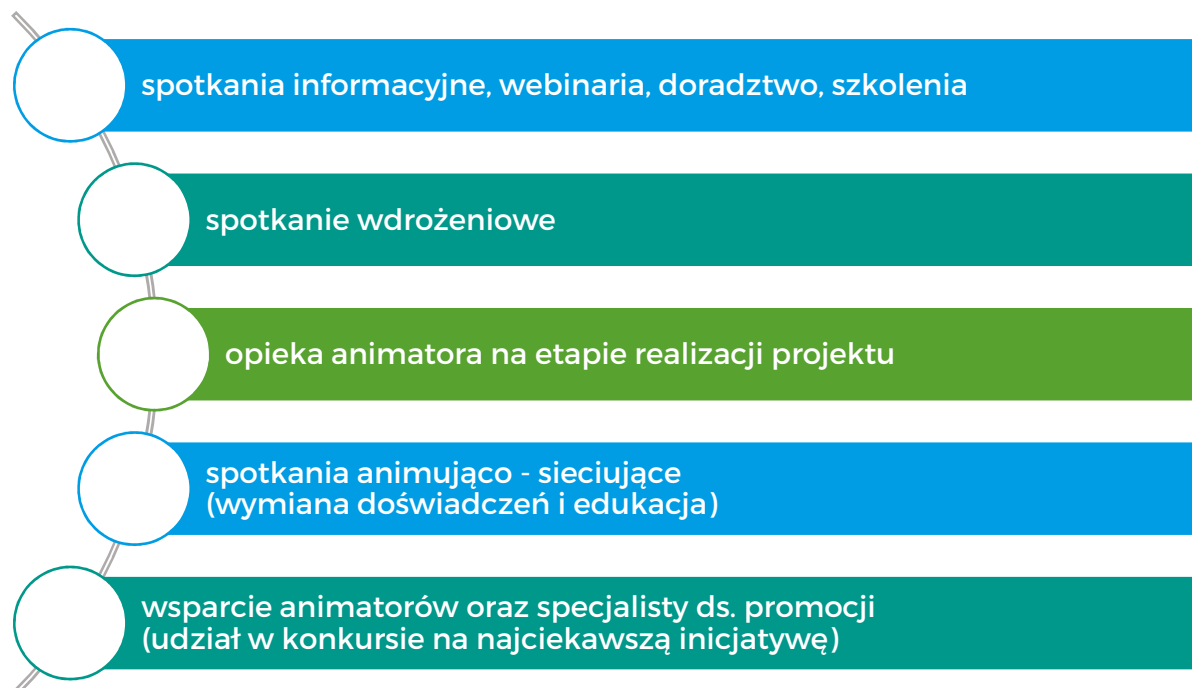 spotkania informacyjne, webinaria, doradztwo, szkolenia
spotkanie wdrożeniowe
opieka animatora na etapie realizacji projektu
spotkania animująco - sieciujące
(wymiana doświadczeń i edukacja)
wsparcie animatorów oraz specjalisty ds. promocji
(udział w konkursie na najciekawszą inicjatywę)